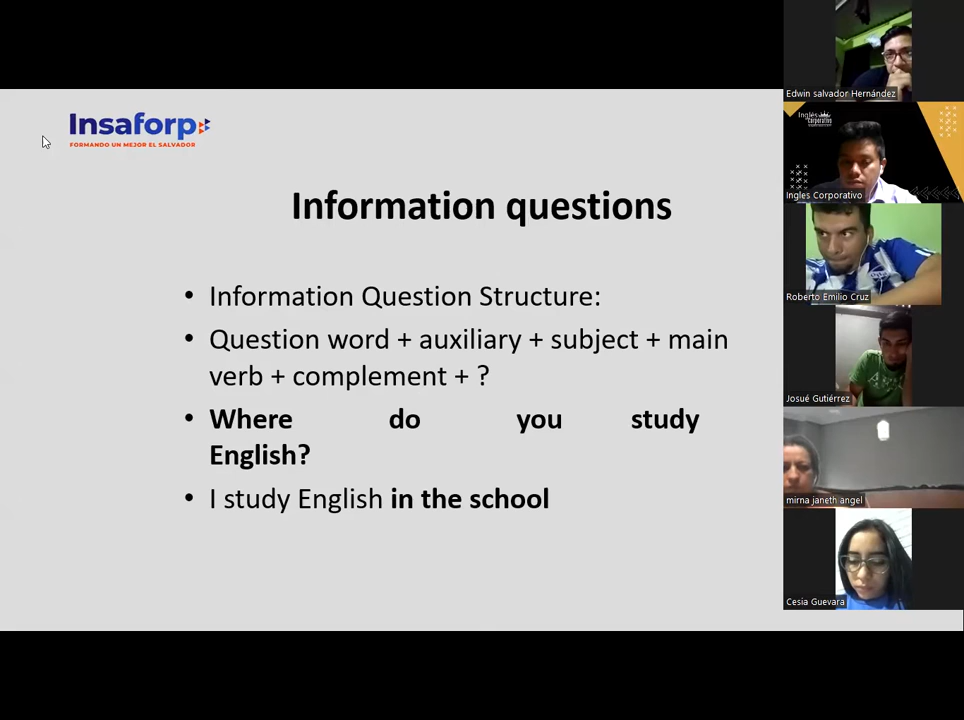 Insaforp
FORMANDO UN MEJOR EL SALVADOR
Information questions
• Information Question Structure:
• Question word + auxiliary + subject + main
verb + complement + ?
• Where do you study
English?
• I study English in the school
Edwin salvador Hernández
Inglés
corporativo
Ingles Corporativo
Roberto Emilio Cruz
Josué Gutiérrez
mirna janeth angel
Cesia Guevara